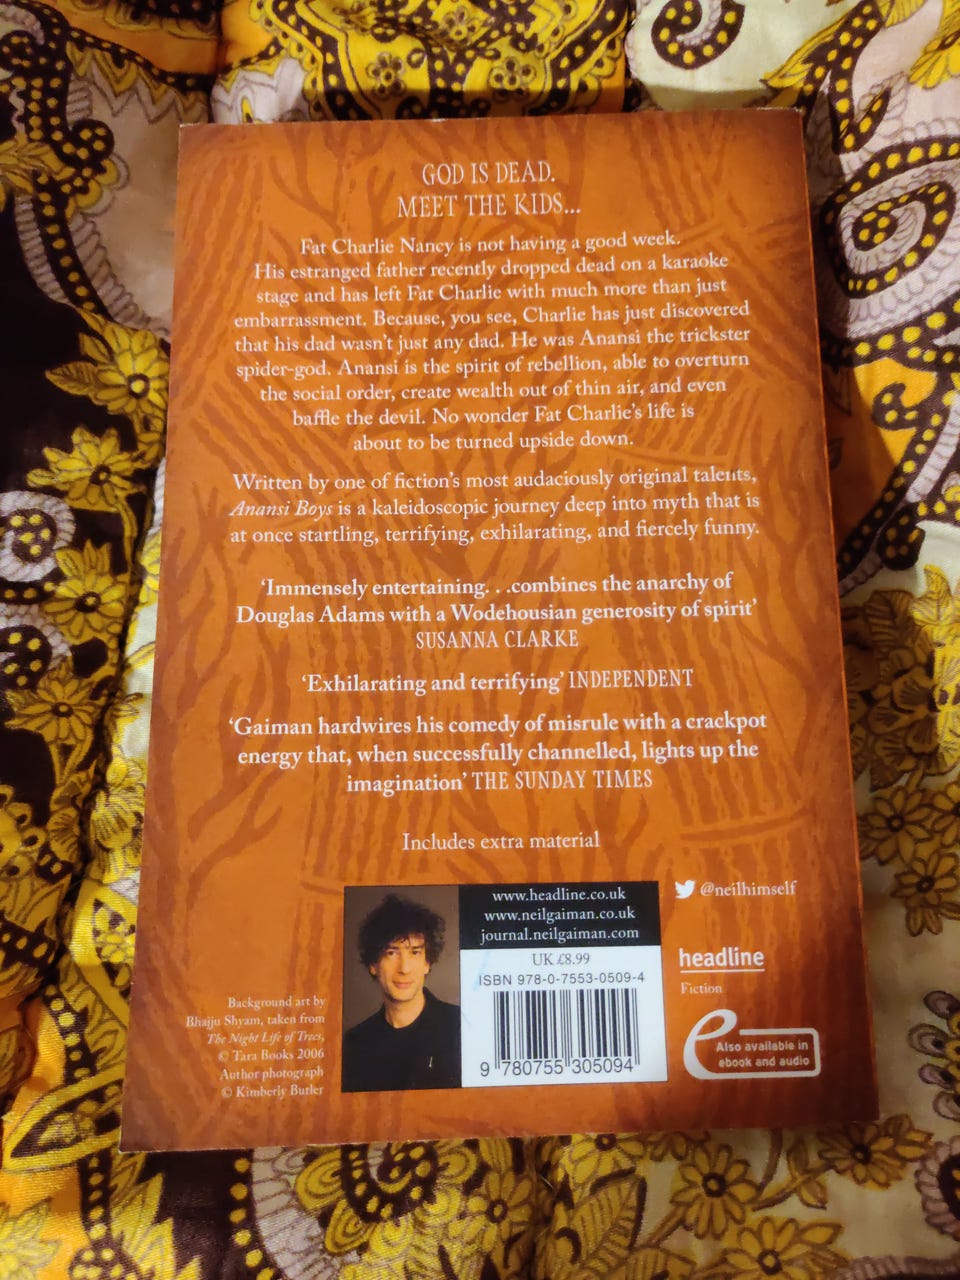 GOD IS DEAD.
MEET THE KIDS...
Fat Charlie Nancy is not having a good week.
His estranged father recently dropped dead on a karaoke
stage and has left Fat Charlie with much more than just
embarrassment. Because, you see, Charlie has just discovered
that his dad wasn't just any dad. He was Anansi the trickster
spider-god. Anansi is the spirit of rebellion, able to overturn
the social order, create wealth out of thin air, and even
baffle the devil. No wonder Fat Charlie's life is
about to be turned upside down.
Written by one of fiction's most audaciously original talents,
Anansi Boys is a kaleidoscopic journey deep into myth that is
at once startling, terrifying, exhilarating, and fiercely funny.
'Immensely entertaining. . .combines the anarchy of
Douglas Adams with a Wodehousian generosity of spirit'
SUSANNA CLARKE
'Exhilarating and terrifying' INDEPENDENT
'Gaiman hardwires his comedy of misrule with a crackpot
energy that, when successfully channelled, lights up the
imagination' THE SUNDAY TIMES
Includes extra material
www.headline.co.uk
www.neilgaiman.co.uk
journal.neilgaiman.com
UK £8.99
ISBN 978-0-7553-0509-4
9 780755 305094
@neilhimself
headline
Fiction
e
Also available in
ebook and audio
Background art by
Bhajju Shyam, taken from
The Night Life of Trees,
© Tara Books 2006
Author photograph
© Kimberly Butler